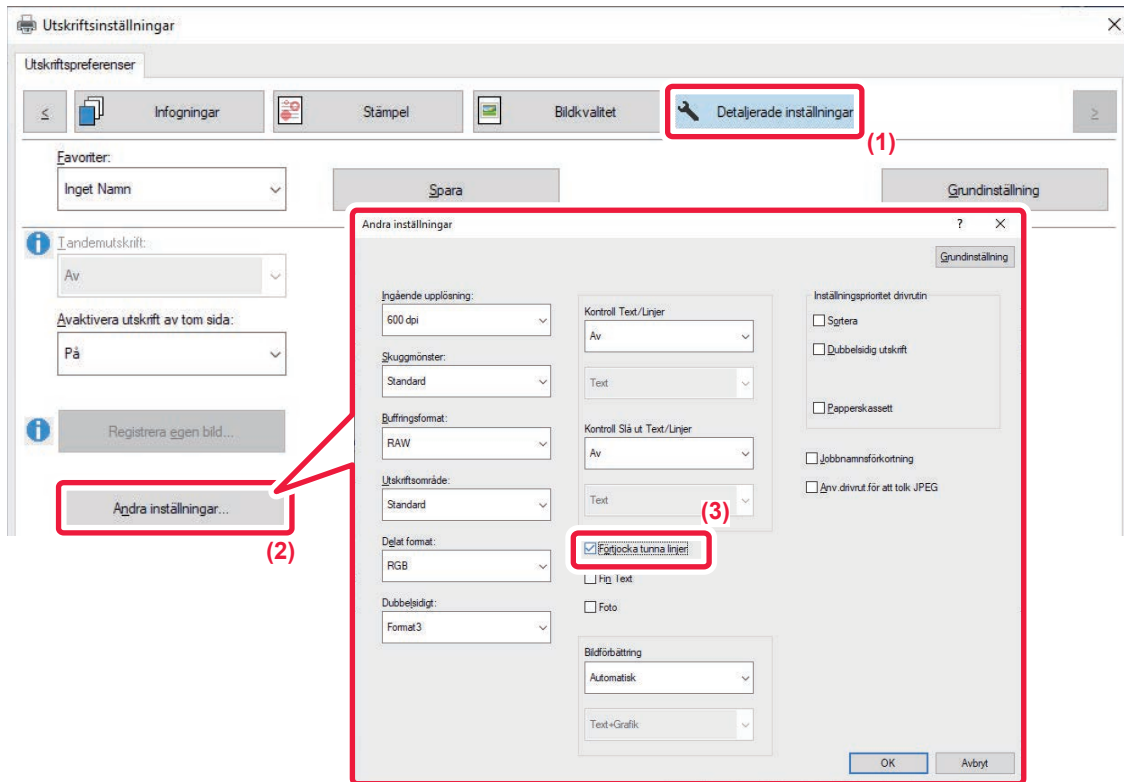 Utskriftsinställningar
Utskriftspreferenser
<
Infogningar
Stämpel
Bildkvalitet
Detaljerade inställningar
>
(1)
Favoriter:
Inget Namn
Spara
Grundinställning
Tandemutskrift:
Av
Avaktivera utskrift av tom sida:
På
Registrera egen bild...
Andra inställningar...
(2)
Andra inställningar
?
Grundinställning
Ingående upplösning:
600 dpi
Skuggmönster:
Standard
Buffringsformat:
RAW
Utskriftsområde:
Standard
Delat format:
RGB
Dubbelsidigt:
Format3
Kontroll Text/Linjer
Av
Text
Kontroll Slå ut Text/Linjer
Av
Text
(3)
Förtjocka tunna linjer
Fin Text
Foto
Bildförbättring
Automatisk
Text+Grafik
Inställningsprioritet drivrutin
Sortera
Dubbelsidig utskrift
Papperskassett
Jobbnamnsförkortning
Anv.drivrut.för att tolk JPEG
OK
Avbryt